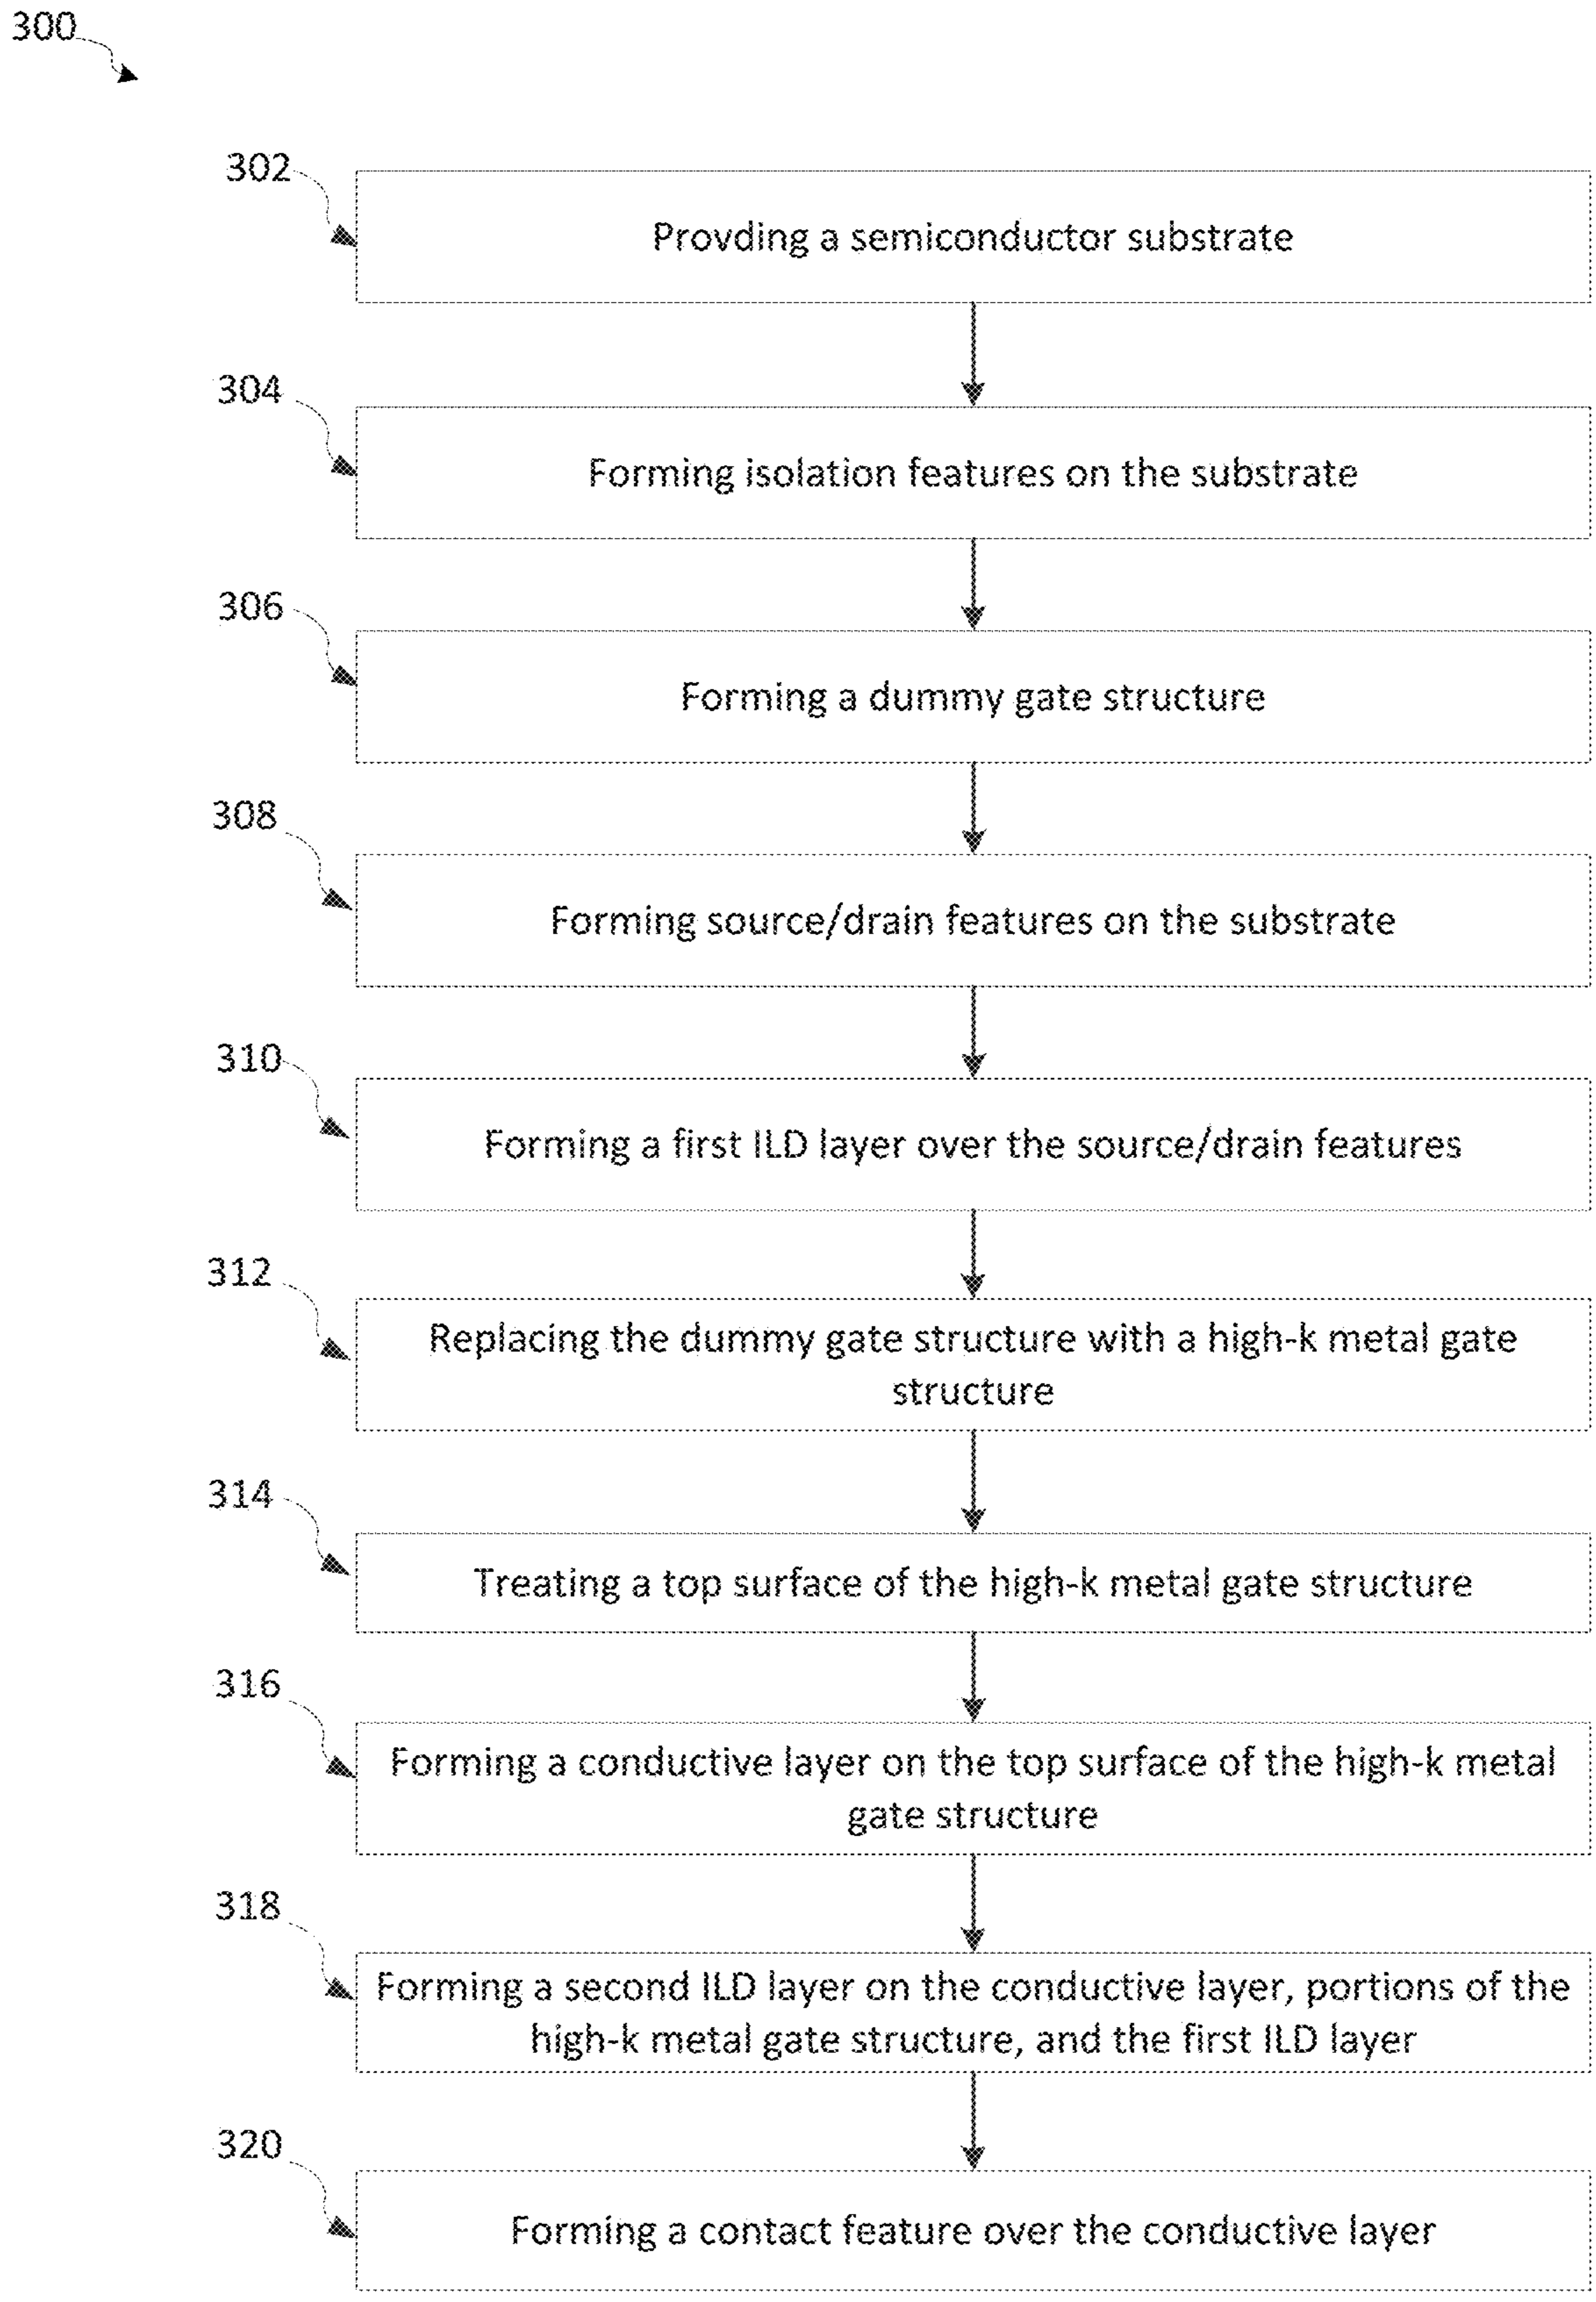 300
302
Provding a semiconductor substrate
304
Forming isolation features on the substrate
306
Forming a dummy gate structure
308
Forming source/drain features on the substrate
310
Forming a first ILD layer over the source/drain features
312
Replacing the dummy gate structure with a high-k metal gate
structure
314
Treating a top surface of the high-k metal gate structure
316
Forming a conductive layer on the top surface of the high-k metal
gate structure
318
Forming a second ILD layer on the conductive layer, portions of the
high-k metal gate structure, and the first ILD layer
320
Forming a contact feature over the conductive layer